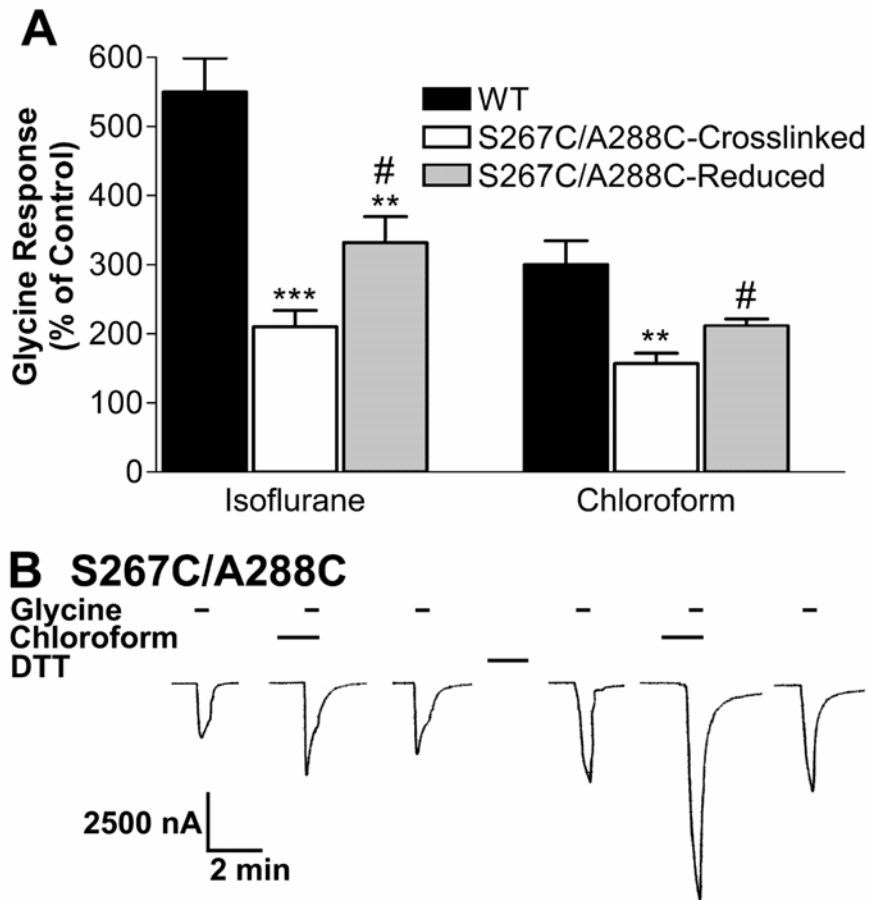 A
Glycine Response
(% of Control)
600
500
400
300
200
100
0
WT
S267C/A288C-Crosslinked
S267C/A288C-Reduced
#
**
***
#
**
Isoflurane
Chloroform
B S267C/A288C
Glycine
Chloroform
DTT
2500 nA
2 min